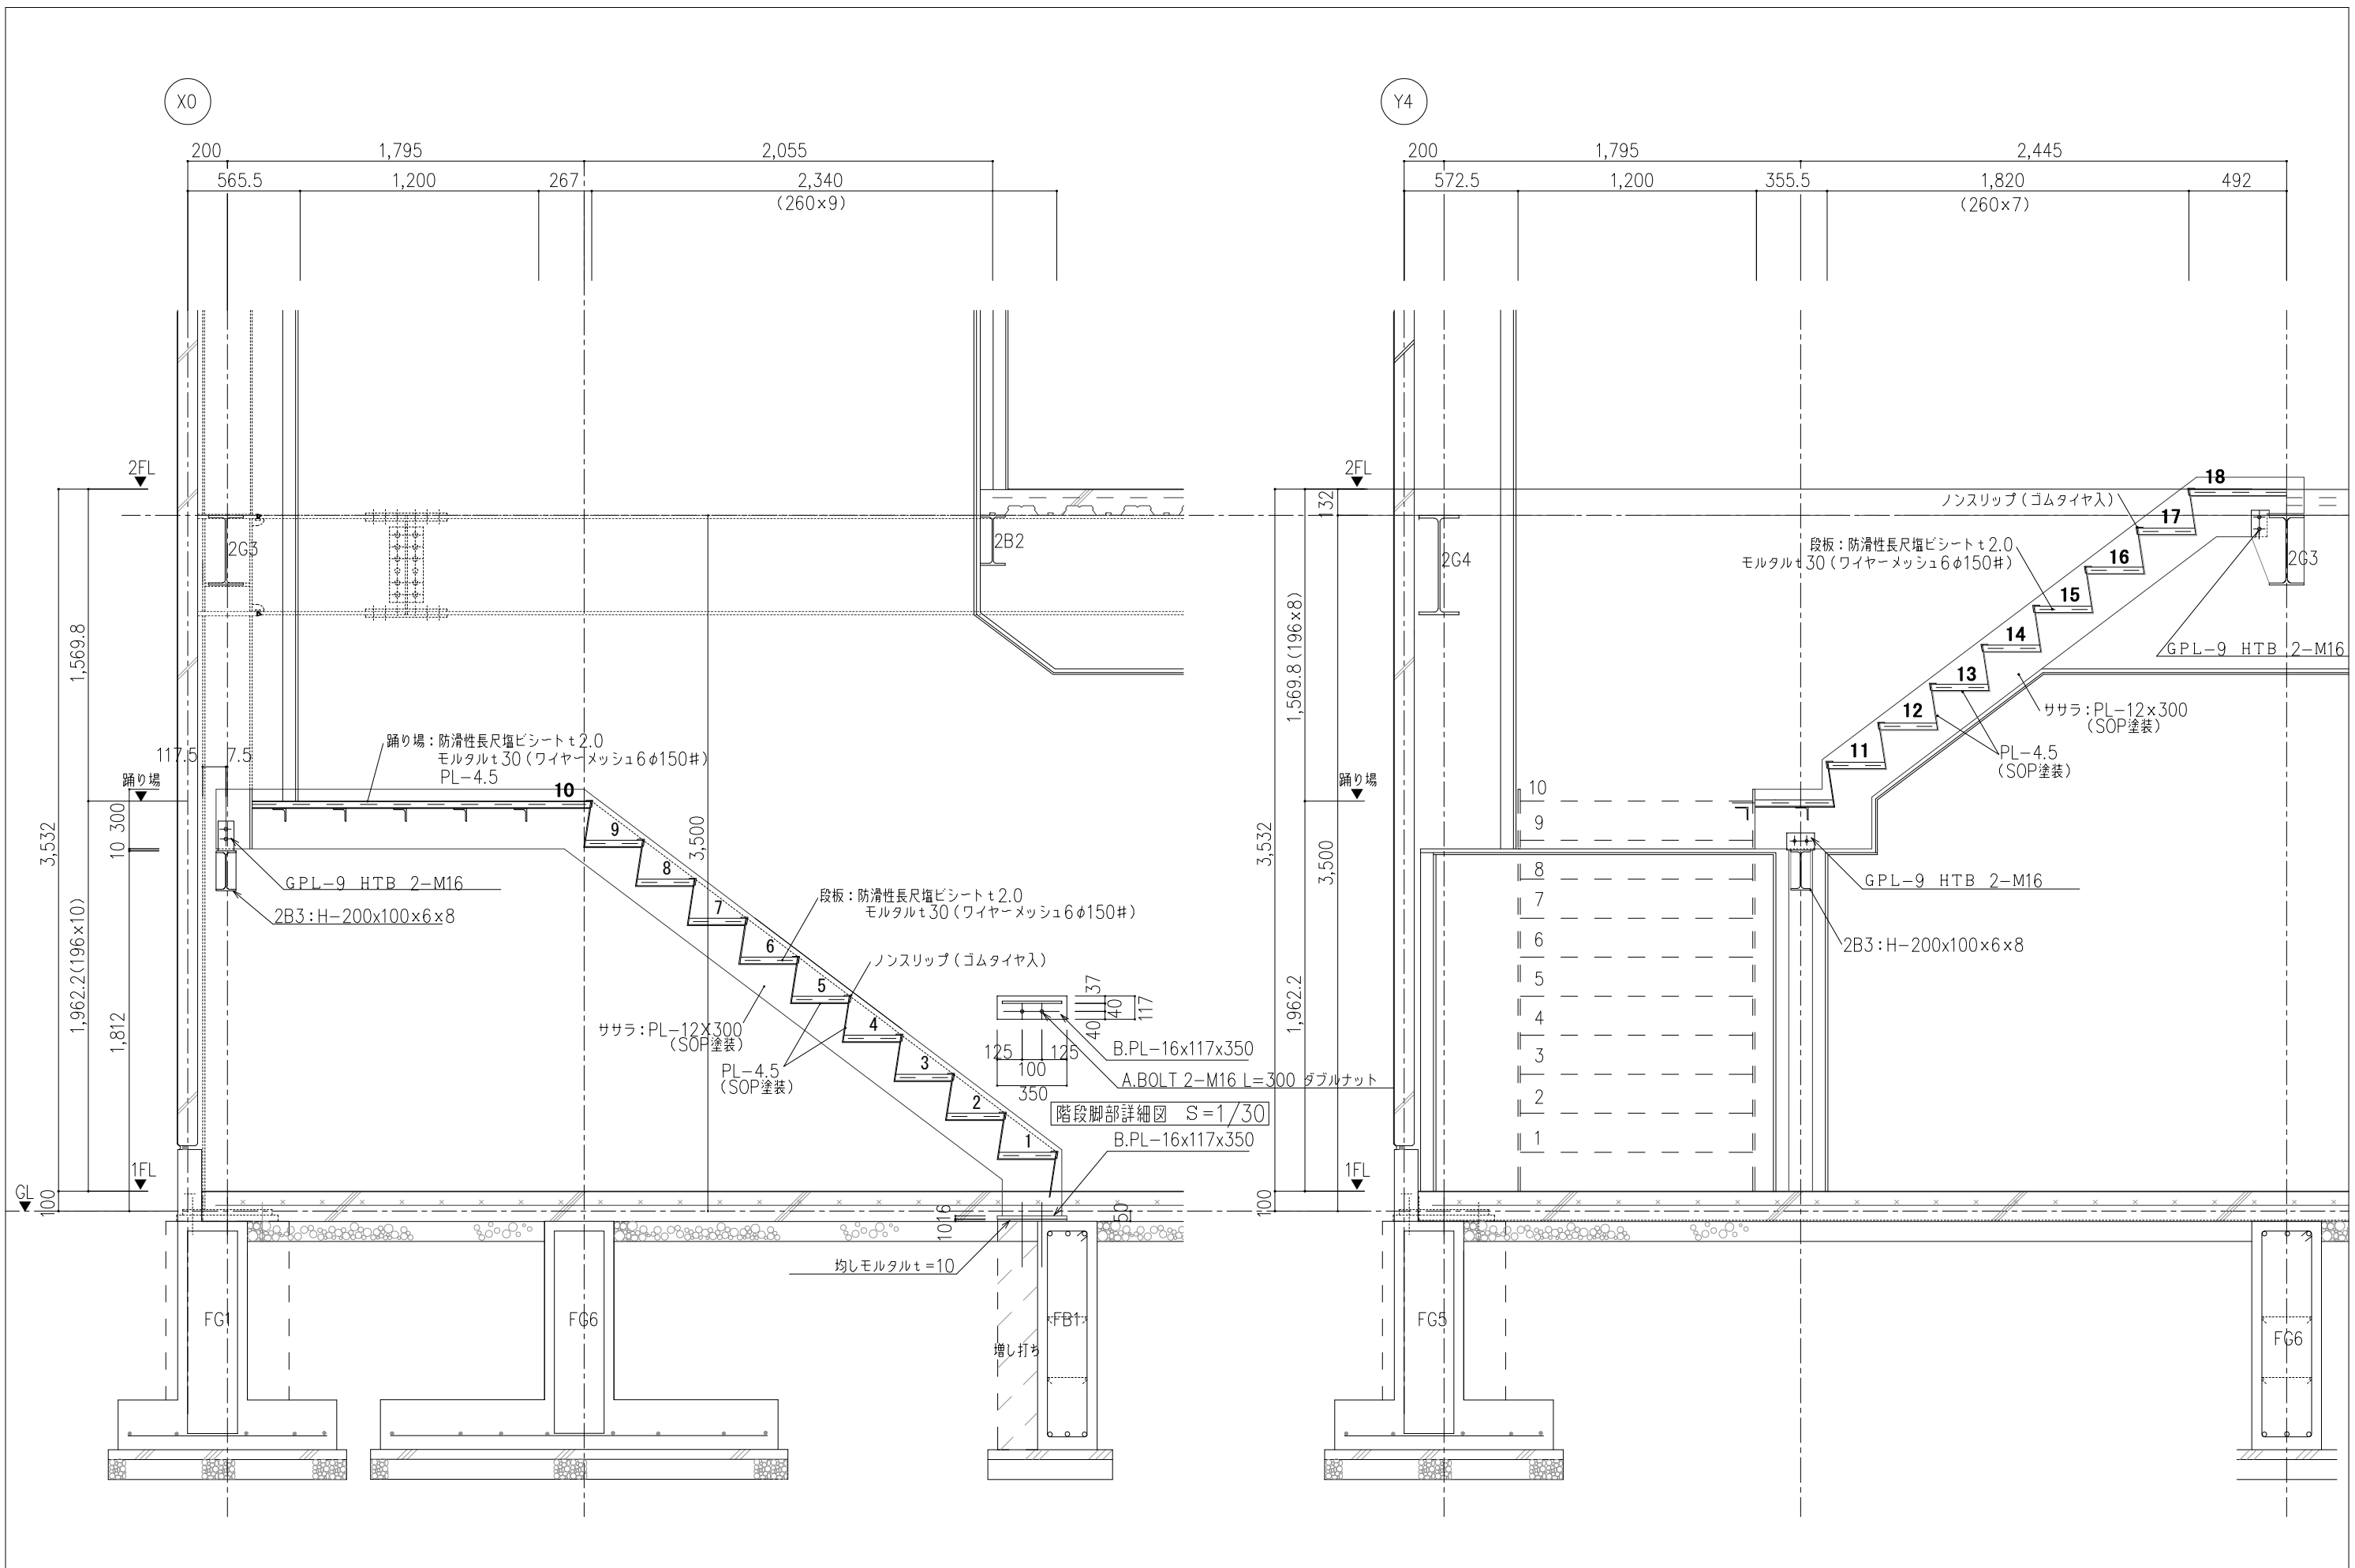 X0
200
1,795
2,055
565.5
1,200
267
2,340
(260×9)
2FL
2G3
2B2
3,532
1,569.8
3,500
117.5
7.5
踊り場：防滑性長尺塩ビシートt2.0
モルタルt30(ワイヤーメッシュ6φ150#)
PL-4.5
踊り場
10
9
8
7
6
5
4
3
2
1
10 300
1,962.2(196×10)
1,812
GPL-9 HTB 2-M16
2B3:H-200x100×6×8
段板：防滑性長尺塩ビシートt2.0
モルタルt30(ワイヤーメッシュ6φ150#)
ノンスリップ(ゴムタイヤ入)
ササラ:PL-12X300
(SOP塗装)
PL-4.5
(SOP塗装)
37
40
40
117
125
100
125
350
B.PL-16x117x350
A.BOLT 2-M16 L=300 ダブルナット
階段脚部詳細図 S=1/30
B.PL-16x117x350
1FL
GL
100
1016
50
均しモルタルt=10
FG1
FG6
増し打ち
FB1
Y4
200
1,795
2,445
572.5
1,200
355.5
1,820
492
(260×7)
2FL
132
2G4
2G3
18
17
16
15
14
13
12
11
ノンスリップ(ゴムタイヤ入)
段板：防滑性長尺塩ビシートt2.0
モルタルt30(ワイヤーメッシュ6φ150#)
GPL-9 HTB 2-M16
ササラ:PL-12x300
(SOP塗装)
PL-4.5
(SOP塗装)
3,532
1,569.8(196×8)
3,500
1,962.2
踊り場
10
9
8
7
6
5
4
3
2
1
GPL-9 HTB 2-M16
2B3:H-200x100×6×8
1FL
100
FG5
FG6